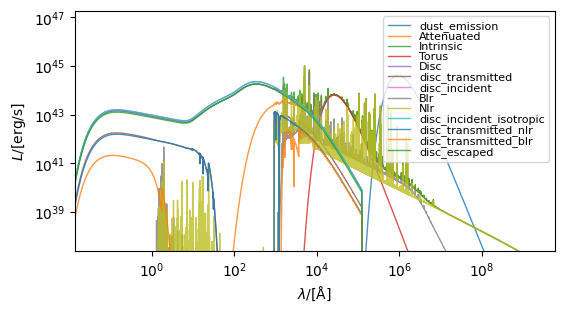 10^47
10^45
10^43
10^41
10^39
L/[erg/s]
10^0
10^2
10^4
10^6
10^8
λ/[Å]
dust_emission
Attenuated
Intrinsic
Torus
Disc
disc_transmitted
disc_incident
Blr
Nlr
disc_incident_isotropic
disc_transmitted_nlr
disc_transmitted_blr
disc_escaped